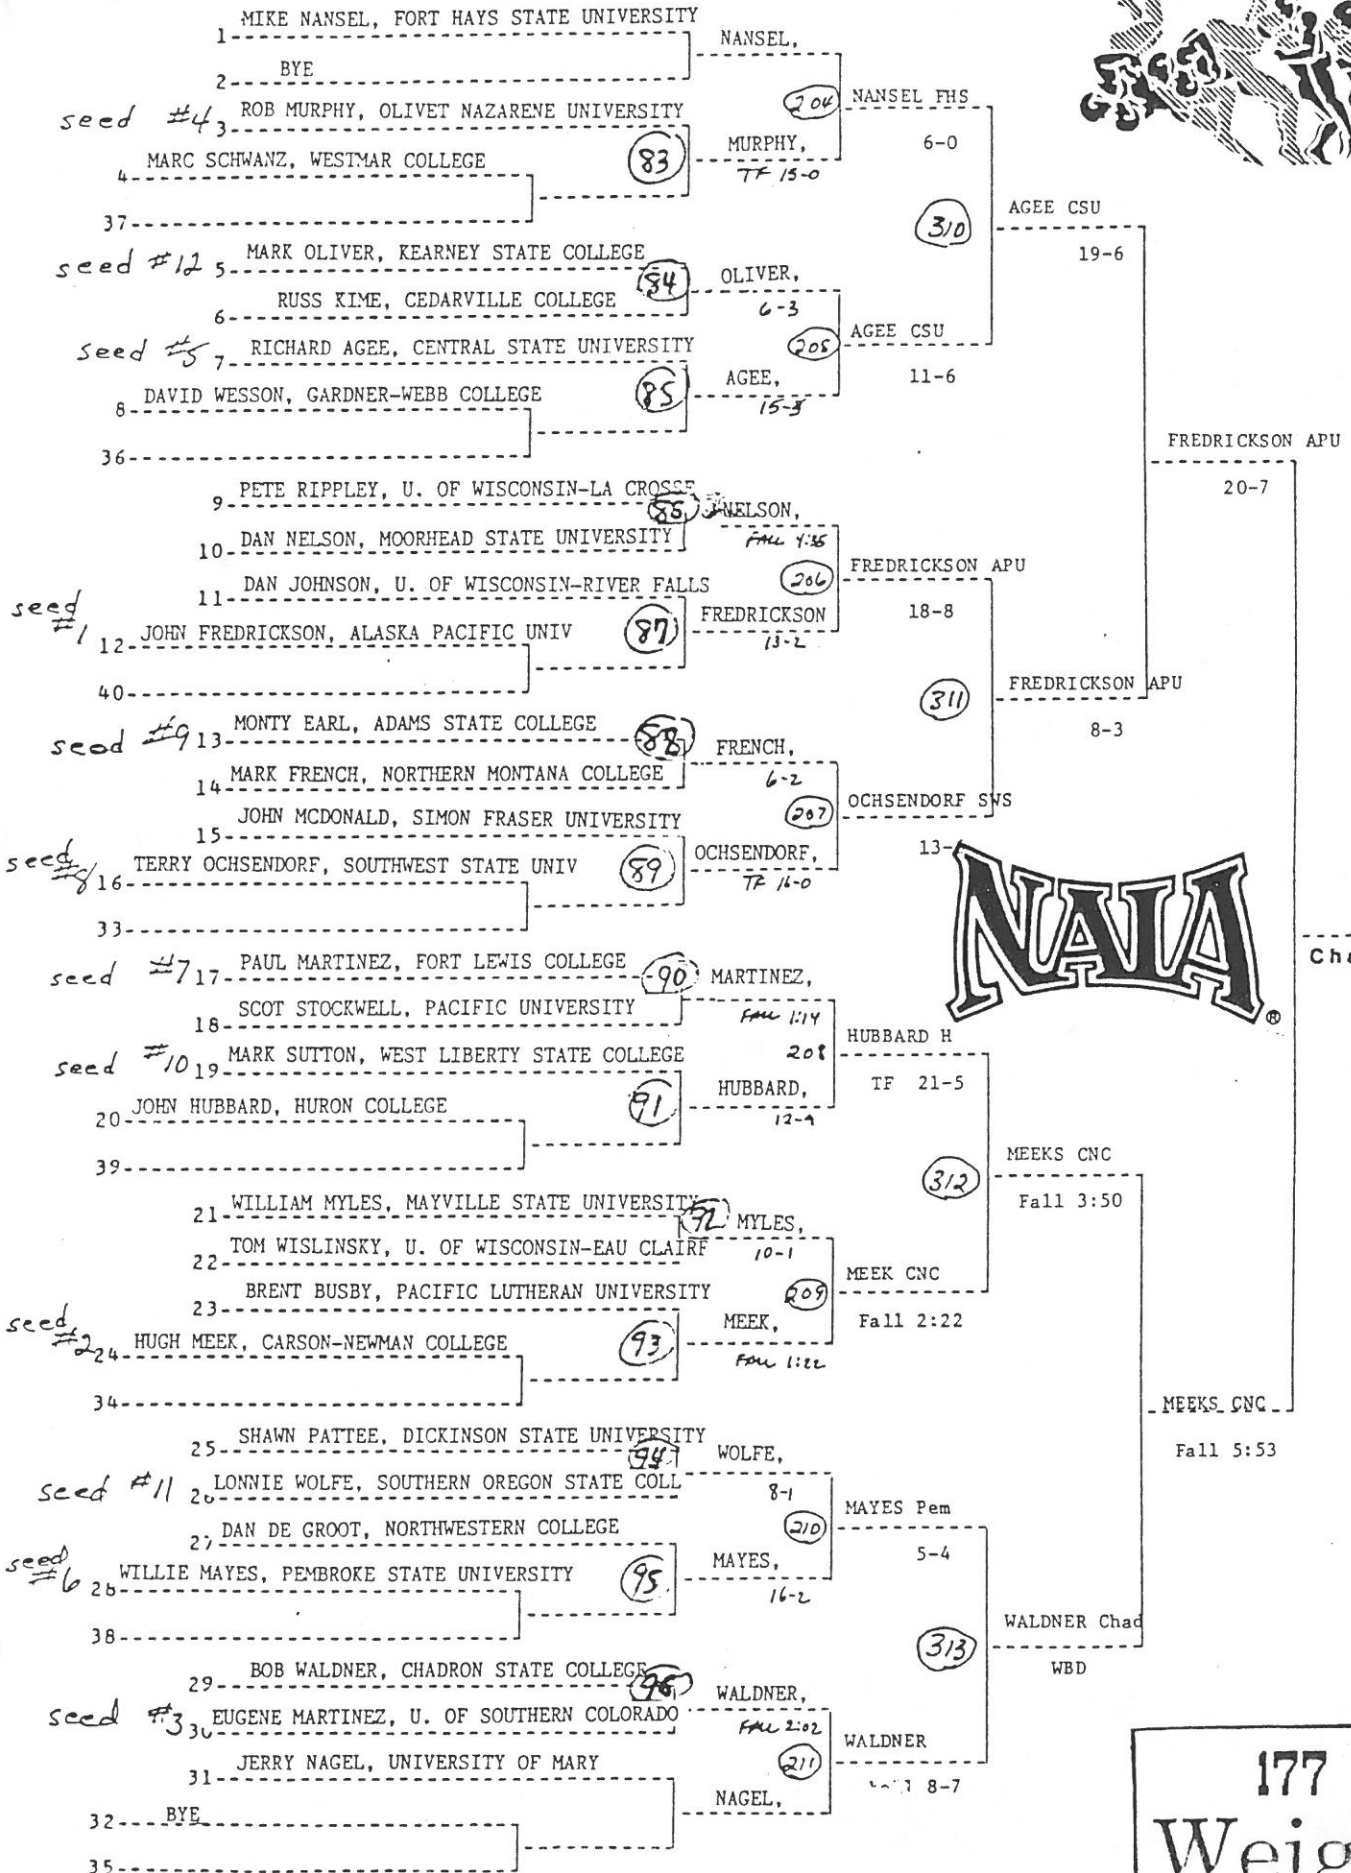 MIKE NANSEL, FORT HAYS STATE UNIVERSITY
1
NANSEL,
BYE
2
204 NANSEL FHS
seed #4 3 ROB MURPHY, OLIVET NAZARENE UNIVERSITY
6-0
83 MURPHY,
TF 15-0
4 MARC SCHWANZ, WESTMAR COLLEGE
37
310 AGEE CSU
19-6
seed #12 5 MARK OLIVER, KEARNEY STATE COLLEGE
84 OLIVER,
6-3
6 RUSS KIME, CEDARVILLE COLLEGE
205 AGEE CSU
11-6
seed #5 7 RICHARD AGEE, CENTRAL STATE UNIVERSITY
85 AGEE,
8 DAVID WESSON, GARDNER-WEBB COLLEGE
36
FREDRICKSON APU
20-7
9 PETE RIPPLEY, U. OF WISCONSIN-LA CROSSE
NELSON,
FALL 4:35
10 DAN NELSON, MOORHEAD STATE UNIVERSITY
206 FREDRICKSON APU
18-8
11 DAN JOHNSON, U. OF WISCONSIN-RIVER FALLS
87 FREDRICKSON
13-2
seed #1 12 JOHN FREDRICKSON, ALASKA PACIFIC UNIV
40
311 FREDRICKSON APU
8-3
seed #9 13 MONTY EARL, ADAMS STATE COLLEGE
88 FRENCH,
6-2
14 MARK FRENCH, NORTHERN MONTANA COLLEGE
207 OCHSENDORF SWS
13-
15 JOHN MCDONALD, SIMON FRASER UNIVERSITY
89 OCHSENDORF,
TF 16-0
seed #8 16 TERRY OCHSENDORF, SOUTHWEST STATE UNIV
33
NAIA ®
Cha
seed #7 17 PAUL MARTINEZ, FORT LEWIS COLLEGE
90 MARTINEZ,
FALL 1:14
18 SCOT STOCKWELL, PACIFIC UNIVERSITY
208 HUBBARD H
TF 21-5
seed #10 19 MARK SUTTON, WEST LIBERTY STATE COLLEGE
91 HUBBARD,
20 JOHN HUBBARD, HURON COLLEGE
39
312 MEEKS CNC
Fall 3:50
21 WILLIAM MYLES, MAYVILLE STATE UNIVERSITY
92 MYLES,
10-1
22 TOM WISLINSKY, U. OF WISCONSIN-EAU CLAIRE
209 MEEK CNC
Fall 2:22
23 BRENT BUSBY, PACIFIC LUTHERAN UNIVERSITY
93 MEEK,
FALL 1:22
seed #2 24 HUGH MEEK, CARSON-NEWMAN COLLEGE
34
MEEKS CNC
Fall 5:53
25 SHAWN PATTEE, DICKINSON STATE UNIVERSITY
94 WOLFE,
8-1
seed #11 26 LONNIE WOLFE, SOUTHERN OREGON STATE COLL
210 MAYES Pem
5-4
27 DAN DE GROOT, NORTHWESTERN COLLEGE
95 MAYES,
16-2
seed #6 28 WILLIE MAYES, PEMBROKE STATE UNIVERSITY
38
313 WALDNER Chad
WBD
29 BOB WALDNER, CHADRON STATE COLLEGE
96 WALDNER,
FALL 2:02
seed #3 30 EUGENE MARTINEZ, U. OF SOUTHERN COLORADO
211 WALDNER
8-7
31 JERRY NAGEL, UNIVERSITY OF MARY
NAGEL,
32 BYE
35
177
Weig